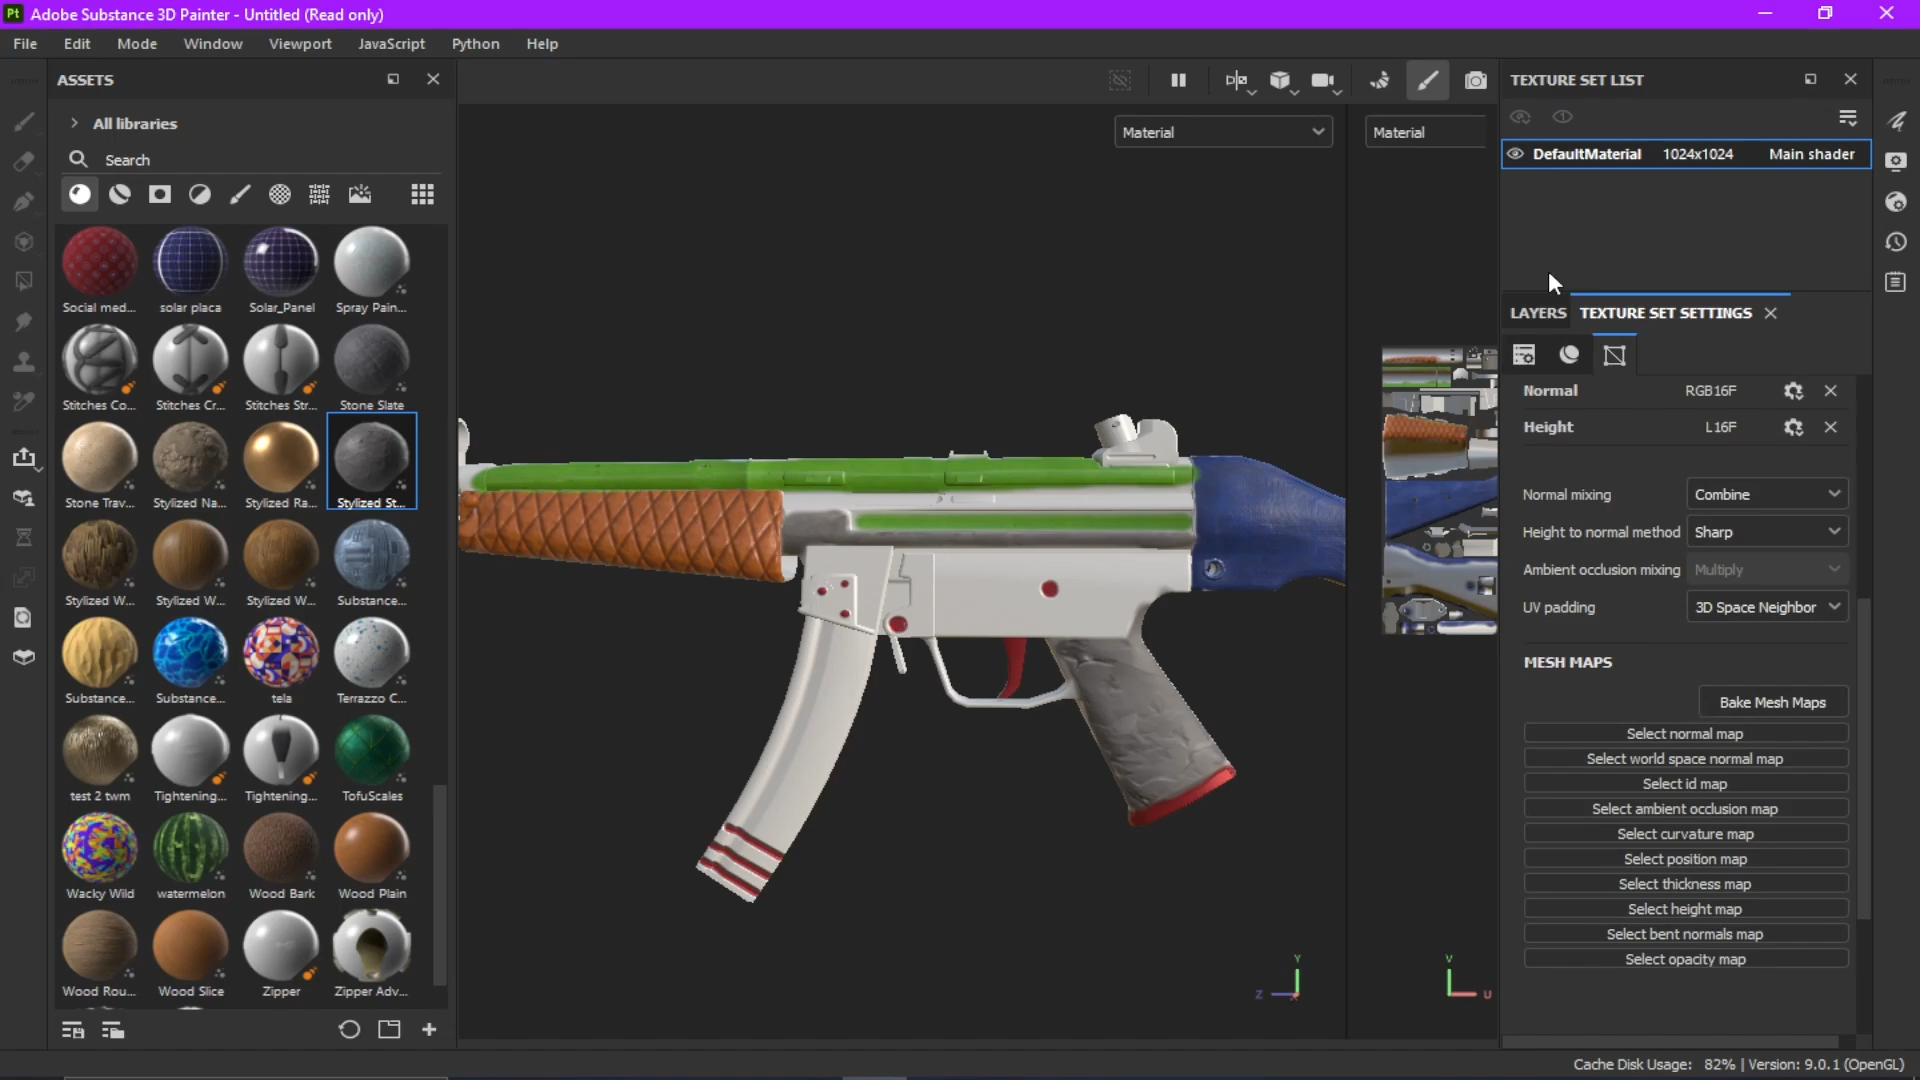 Pt Adobe Substance 3D Painter - Untitled (Read only)
File Edit Mode Window Viewport JavaScript Python Help
ASSETS
All libraries
Search
Social med... solar placa Solar_Panel Spray Pain...
Stitches Co... Stitches Cr... Stitches Str... Stone Slate
Stone Trav... Stylized Na... Stylized Ra... Stylized St...
Stylized W... Stylized W... Stylized W... Substance...
Substance... Substance... tela Terrazzo C...
test 2 twm Tightening... Tightening... TofuScales
Wacky Wild watermelon Wood Bark Wood Plain
Wood Rou... Wood Slice Zipper Zipper Adv...
Material
Material
Y
Z
V
U
TEXTURE SET LIST
DefaultMaterial 1024x1024 Main shader
LAYERS TEXTURE SET SETTINGS
Normal RGB16F
Height L16F
Normal mixing Combine
Height to normal method Sharp
Ambient occlusion mixing Multiply
UV padding 3D Space Neighbor
MESH MAPS
Bake Mesh Maps
Select normal map
Select world space normal map
Select id map
Select ambient occlusion map
Select curvature map
Select position map
Select thickness map
Select height map
Select bent normals map
Select opacity map
Cache Disk Usage: 82% | Version: 9.0.1 (OpenGL)